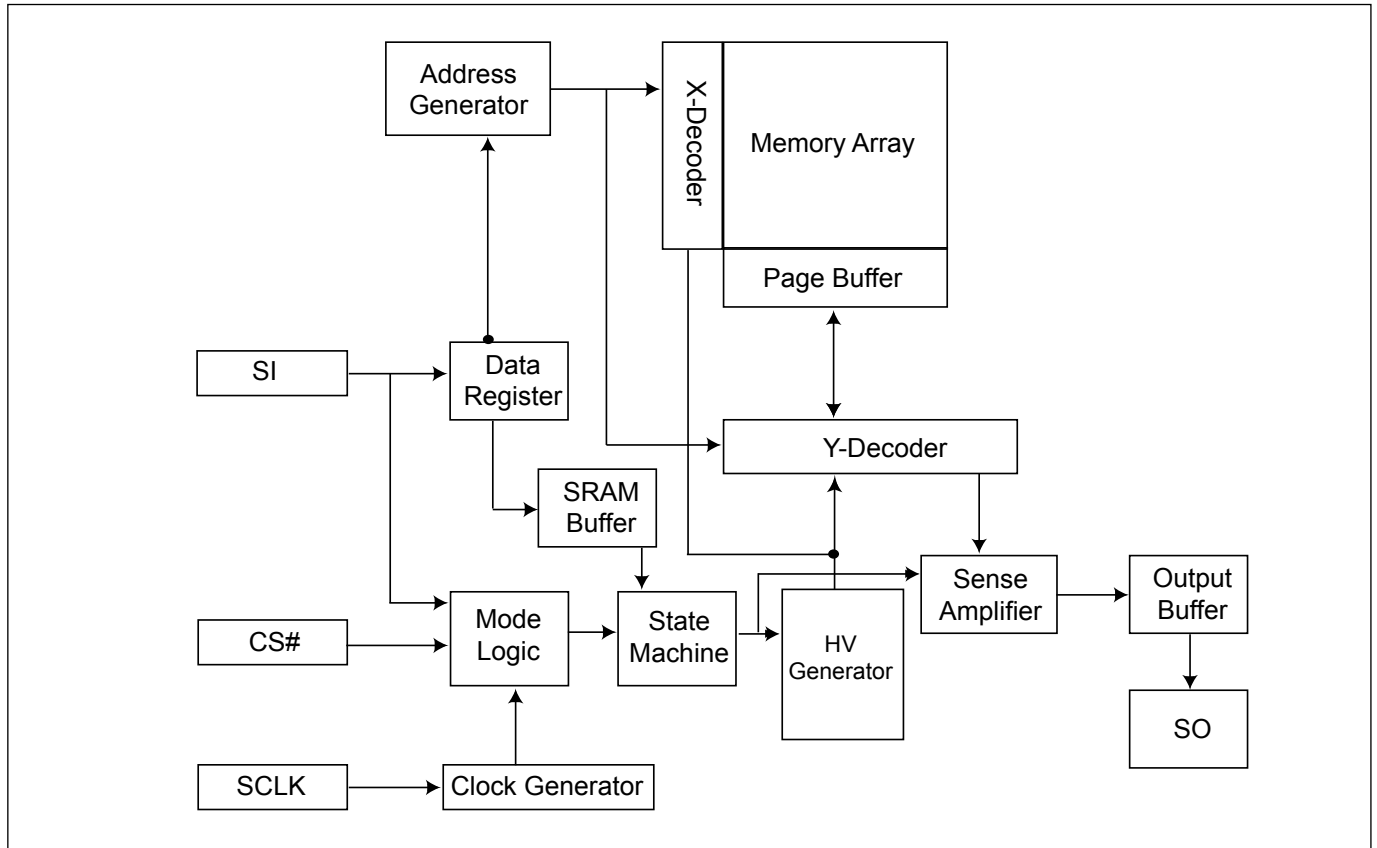 Address
Generator
X-Decoder
Memory Array
Page Buffer
SI
Data
Register
Y-Decoder
SRAM
Buffer
CS#
Mode
Logic
State
Machine
HV
Generator
Sense
Amplifier
Output
Buffer
SO
SCLK
Clock Generator